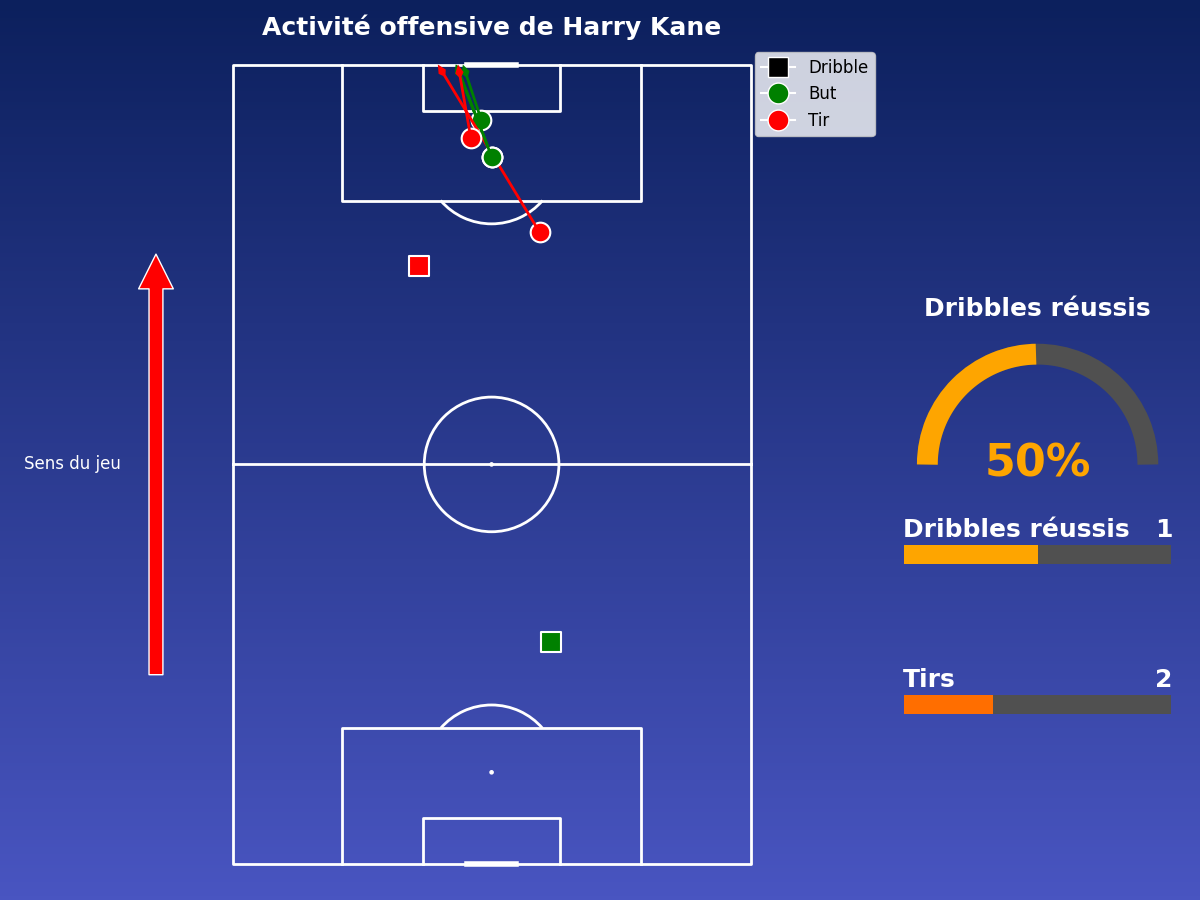 Activité offensive de Harry Kane
Dribble
But
Tir
Sens du jeu
Dribbles réussis
50%
Dribbles réussis 1
Tirs 2